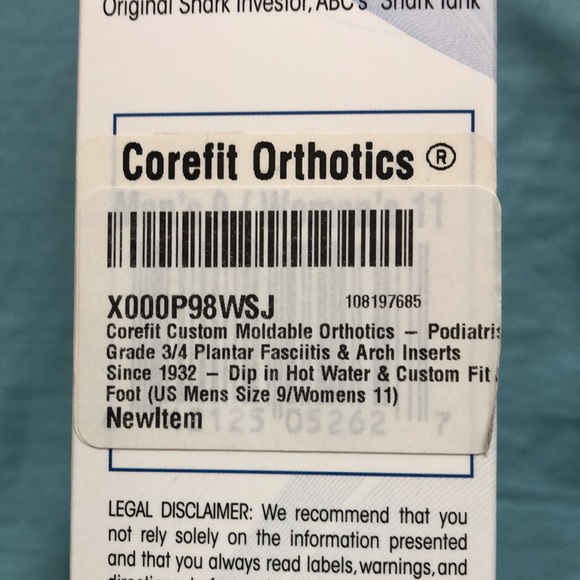 Original Shark Investor, ABC's "Shark Tank"
Corefit Orthotics ®
Men's 9 / Women's 11
X000P98WSJ 108197685
Corefit Custom Moldable Orthotics – Podiatris
Grade 3/4 Plantar Fasciitis & Arch Inserts
Since 1932 – Dip in Hot Water & Custom Fit
Foot (US Mens Size 9/Womens 11)
NewItem
05262 7
LEGAL DISCLAIMER: We recommend that you
not rely solely on the information presented
and that you always read labels, warnings, and